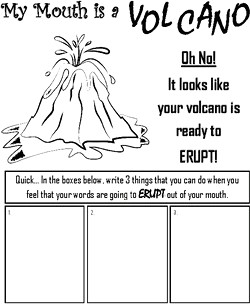 My Mouth is a VOLCANO
Oh No!
It looks like
your volcano is
ready to
ERUPT!
Quick... In the boxes below, write 3 things that you can do when you
feel that your words are going to ERUPT out of your mouth.
1. 2. 3.